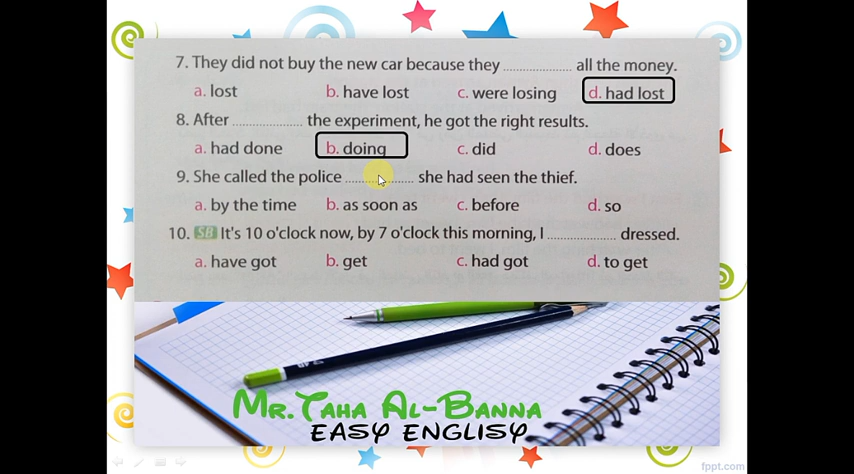 7. They did not buy the new car because they .................. all the money.
a. lost b. have lost c. were losing d. had lost
8. After .................. the experiment, he got the right results.
a. had done b. doing c. did d. does
9. She called the police .................. she had seen the thief.
a. by the time b. as soon as c. before d. so
10. SB It's 10 o'clock now, by 7 o'clock this morning, I .................. dressed.
a. have got b. get c. had got d. to get
Mr.Taha Al-Banna
EASY ENGLISY
fppt.com